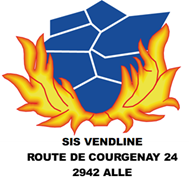 SIS VENDLINE
ROUTE DE COURGENAY 24
2942 ALLE